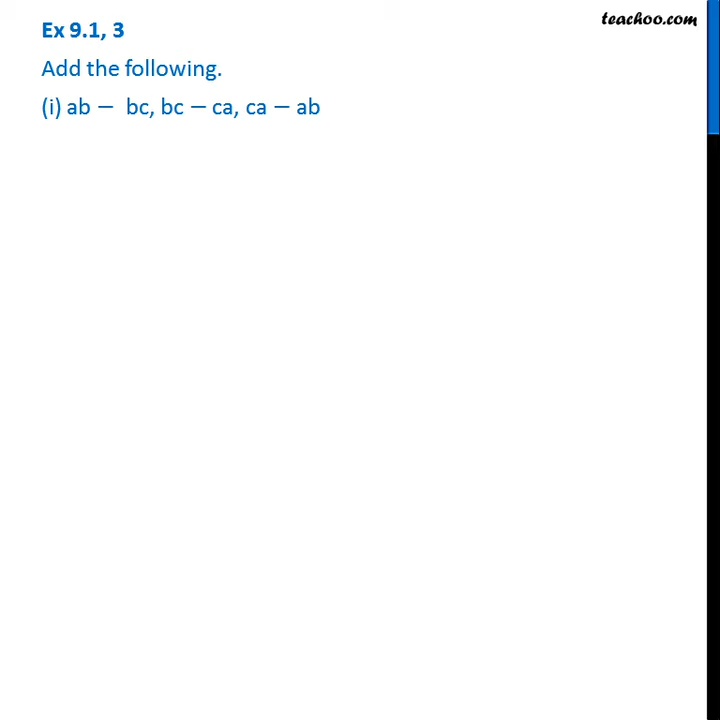 teachoo.com
Ex 9.1, 3
Add the following.
(i) ab − bc, bc − ca, ca − ab